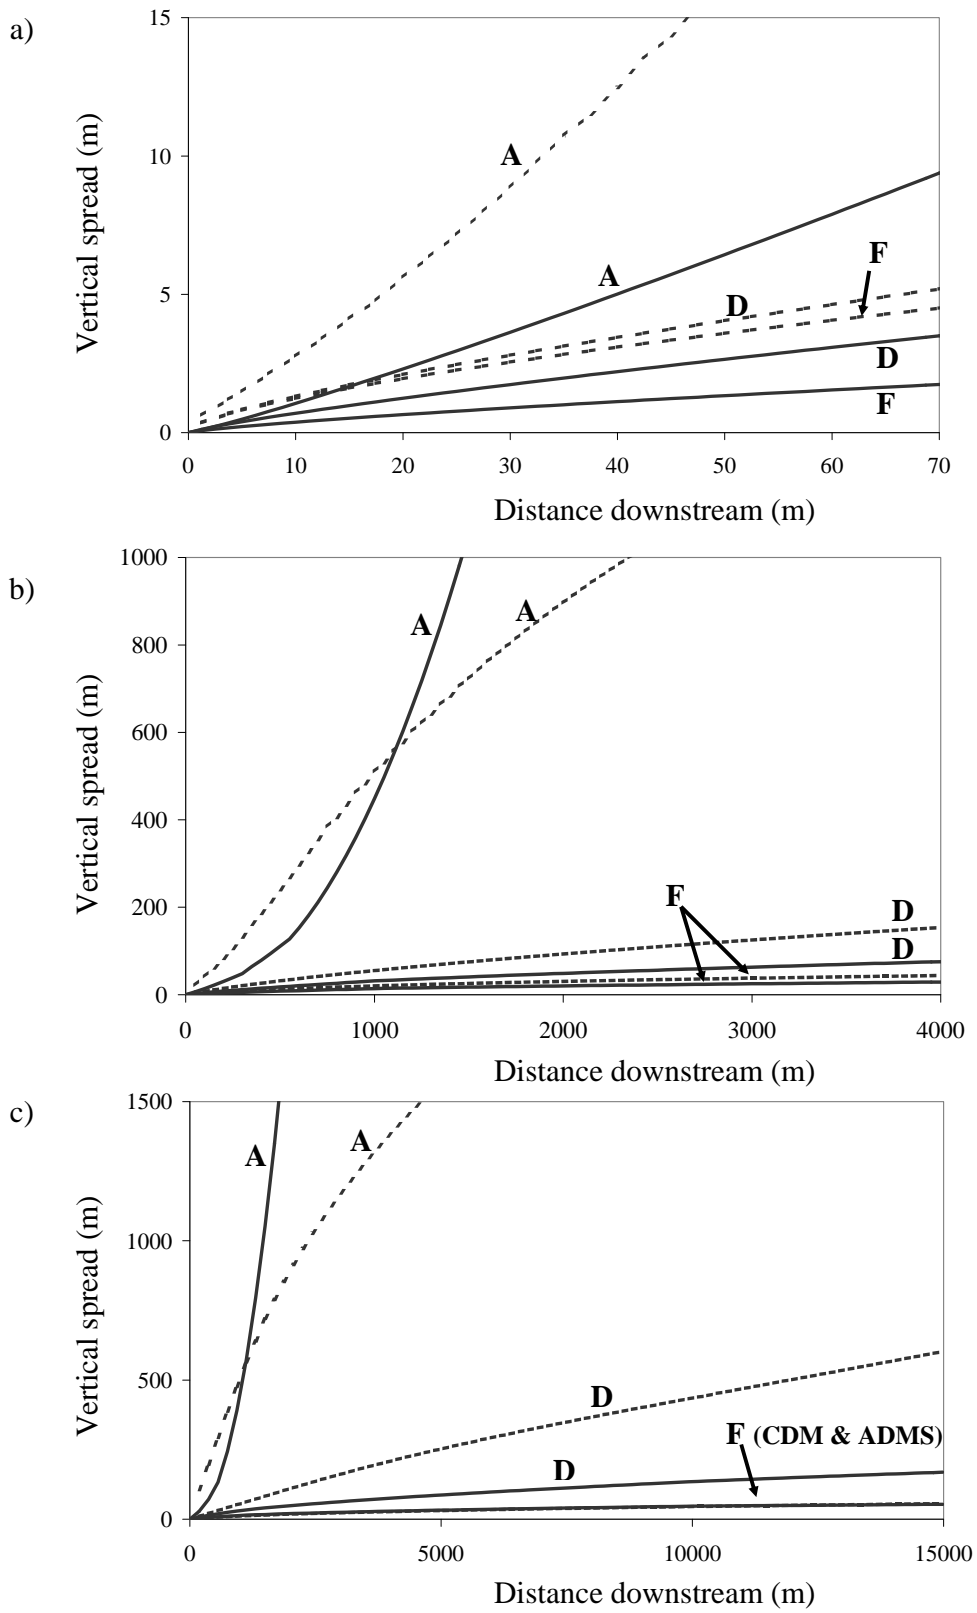 a)
15
10
5
0
Vertical spread (m)
A
A
F
D
D
F
0 10 20 30 40 50 60 70
Distance downstream (m)
b)
1000
800
600
400
200
0
Vertical spread (m)
A
A
F
D
D
0 1000 2000 3000 4000
Distance downstream (m)
c)
1500
1000
500
0
Vertical spread (m)
A
A
D
F (CDM & ADMS)
D
0 5000 10000 15000
Distance downstream (m)